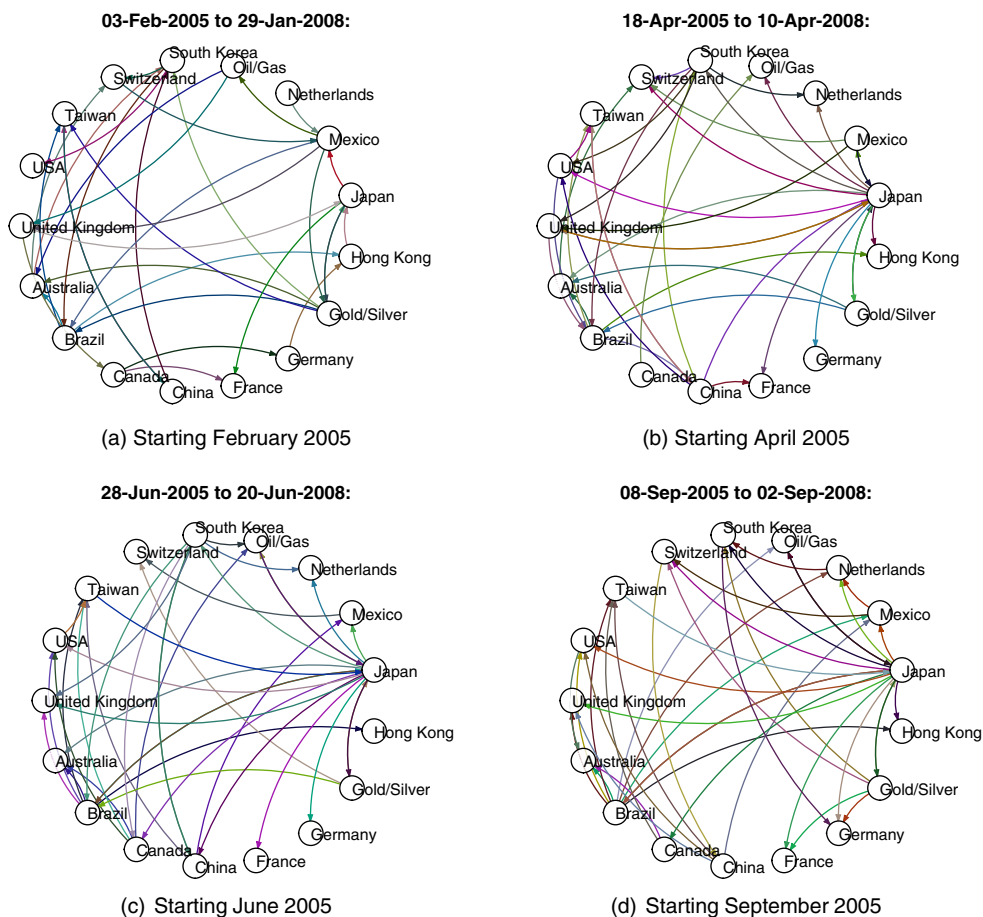 03-Feb-2005 to 29-Jan-2008:
South Korea
Oil/Gas
Switzerland
Netherlands
Taiwan
Mexico
USA
Japan
United Kingdom
Hong Kong
Australia
Gold/Silver
Brazil
Germany
Canada
France
China
(a) Starting February 2005
18-Apr-2005 to 10-Apr-2008:
South Korea
Oil/Gas
Switzerland
Netherlands
Taiwan
Mexico
USA
Japan
United Kingdom
Hong Kong
Australia
Gold/Silver
Brazil
Germany
Canada
France
China
(b) Starting April 2005
28-Jun-2005 to 20-Jun-2008:
South Korea
Oil/Gas
Switzerland
Netherlands
Taiwan
Mexico
USA
Japan
United Kingdom
Hong Kong
Australia
Gold/Silver
Brazil
Germany
Canada
France
China
(c) Starting June 2005
08-Sep-2005 to 02-Sep-2008:
South Korea
Oil/Gas
Switzerland
Netherlands
Taiwan
Mexico
USA
Japan
United Kingdom
Hong Kong
Australia
Gold/Silver
Brazil
Germany
Canada
France
China
(d) Starting September 2005